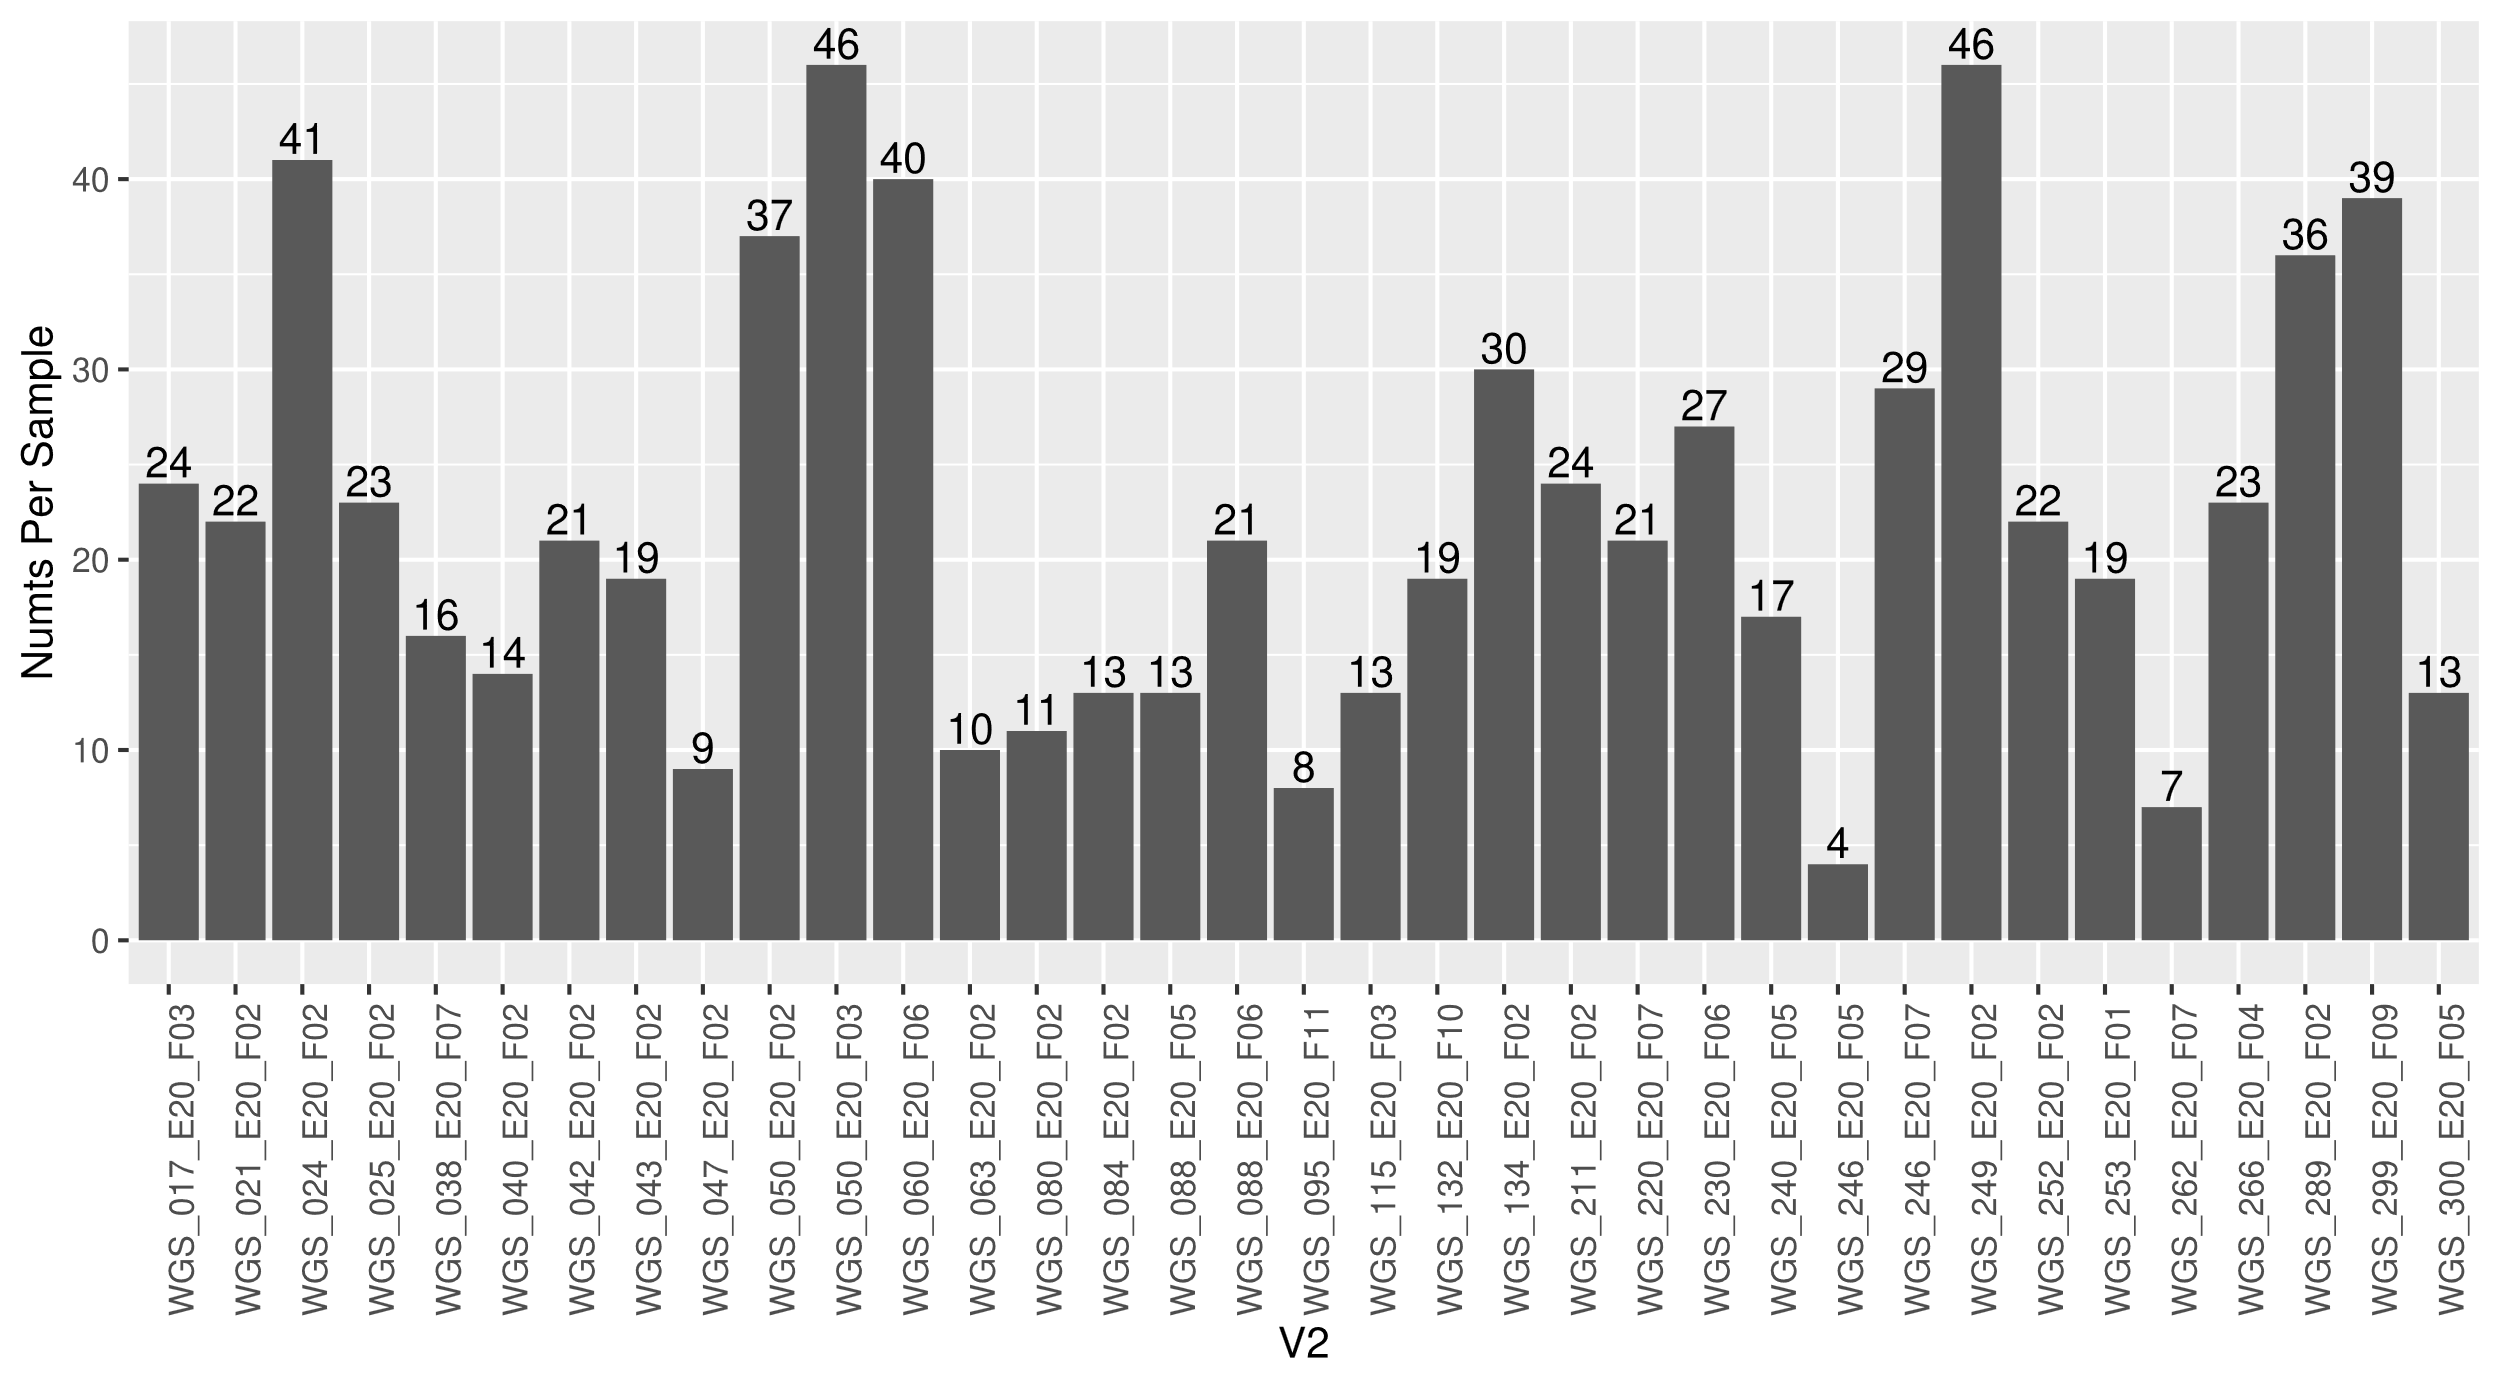 Numts Per Sample
40
30
20
10
0
24
22
41
23
16
14
21
19
9
37
46
40
10
11
13
13
21
8
13
19
30
24
21
27
17
4
29
46
22
19
7
23
36
39
13
WGS_017_E20_F03
WGS_021_E20_F02
WGS_024_E20_F02
WGS_025_E20_F02
WGS_038_E20_F07
WGS_040_E20_F02
WGS_042_E20_F02
WGS_043_E20_F02
WGS_047_E20_F02
WGS_050_E20_F02
WGS_050_E20_F03
WGS_060_E20_F06
WGS_063_E20_F02
WGS_080_E20_F02
WGS_084_E20_F02
WGS_088_E20_F05
WGS_088_E20_F06
WGS_095_E20_F11
WGS_115_E20_F03
WGS_132_E20_F10
WGS_134_E20_F02
WGS_211_E20_F02
WGS_220_E20_F07
WGS_230_E20_F06
WGS_240_E20_F05
WGS_246_E20_F05
WGS_246_E20_F07
WGS_249_E20_F02
WGS_252_E20_F02
WGS_253_E20_F01
WGS_262_E20_F07
WGS_266_E20_F04
WGS_289_E20_F02
WGS_299_E20_F09
WGS_300_E20_F05
V2